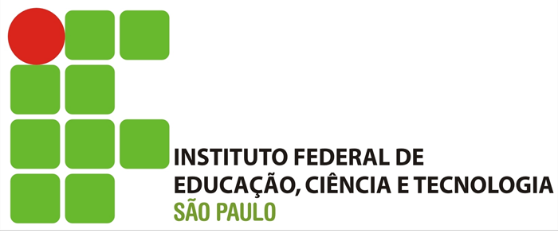 INSTITUTO FEDERAL DE
EDUCAÇÃO, CIÊNCIA E TECNOLOGIA
SÃO PAULO